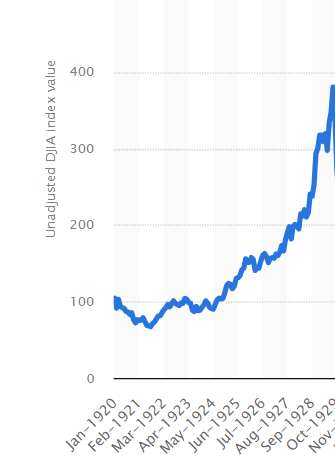 Unadjusted DJIA index value
400
300
200
100
0
Jan-1920
Feb-1921
Mar-1922
Apr-1923
May-1924
Jun-1925
Jul-1926
Aug-1927
Sep-1928
Oct-1929
Nov-